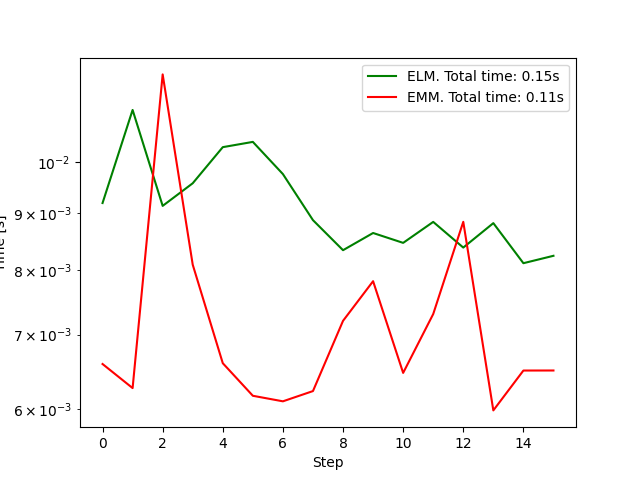 ELM. Total time: 0.15s
EMM. Total time: 0.11s
10⁻²
9 × 10⁻³
8 × 10⁻³
7 × 10⁻³
6 × 10⁻³
0 2 4 6 8 10 12 14
Step